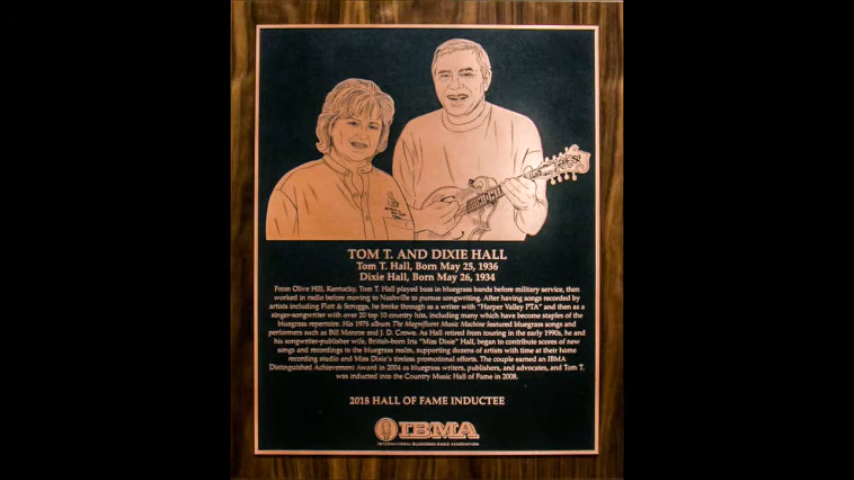 TOM T. AND DIXIE HALL
Tom T. Hall, Born May 25, 1936
Dixie Hall, Born May 26, 1934
From Olive Hill, Kentucky, Tom T. Hall played bass in bluegrass bands before military service, then
worked in radio before moving to Nashville to pursue songwriting. After having songs recorded by
artists including Flatt & Scruggs, he broke through as a writer with "Harper Valley PTA" and then as a
singer-songwriter with over 20 top 10 country hits, including many which have become staples of the
bluegrass repertoire. His 1976 album The Magnificent Music Machine featured bluegrass songs and
performers such as Bill Monroe and J. D. Crowe. As Hall retired from touring in the early 1990s, he and
his songwriter-publisher wife, British-born Iris "Miss Dixie" Hall, began to contribute scores of new
songs and recordings to the bluegrass realm, supporting dozens of artists with time at their home
recording studio and Miss Dixie's tireless promotional efforts. The couple earned an IBMA
Distinguished Achievement Award in 2004 as bluegrass writers, publishers, and advocates, and Tom T.
was inducted into the Country Music Hall of Fame in 2008.
2018 HALL OF FAME INDUCTEE
IBMA
INTERNATIONAL BLUEGRASS MUSIC ASSOCIATION